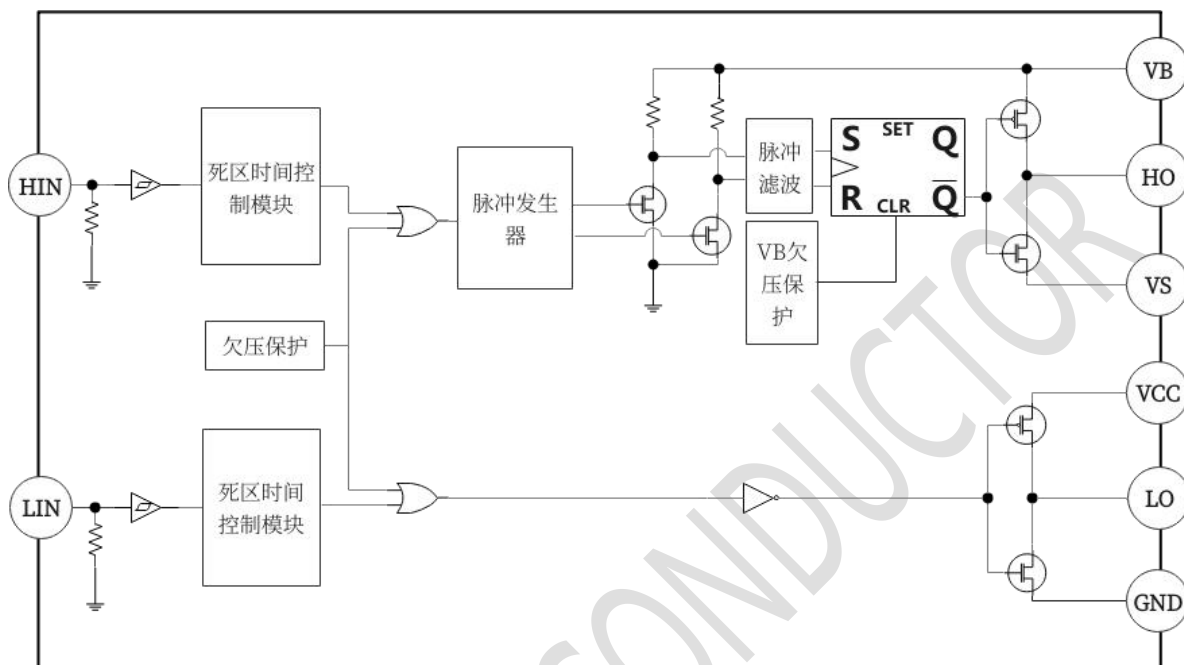 VB
HIN
死区时间控
制模块
脉冲发生
器
脉冲
滤波
S SET Q
R CLR Q
HO
VB欠
压保
护
VS
欠压保护
VCC
LIN
死区时间
控制模块
LO
GND
ONDUCTOR